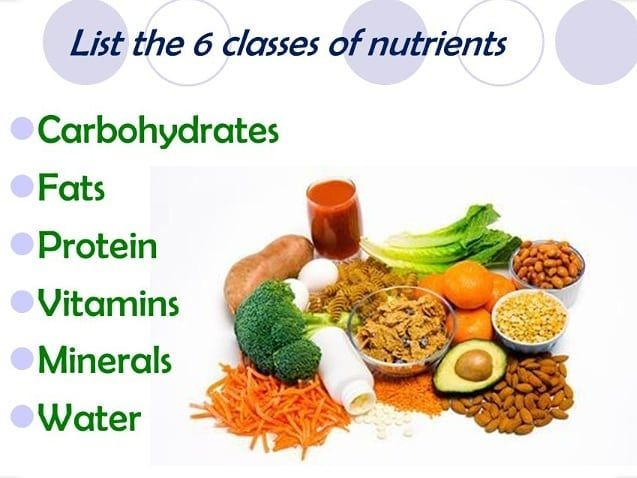 List the 6 classes of nutrients
Carbohydrates
Fats
Protein
Vitamins
Minerals
Water